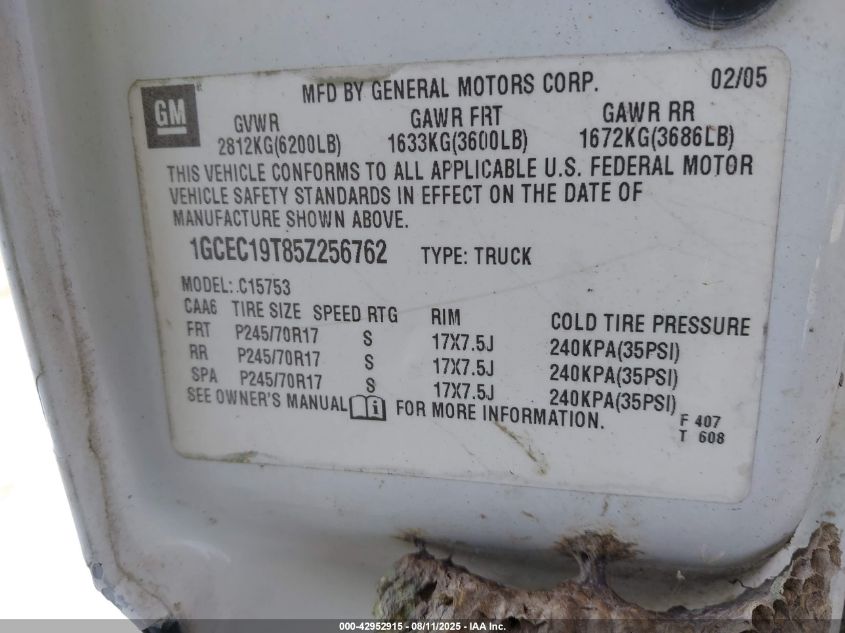 MFD BY GENERAL MOTORS CORP. 02/05
GM
GVWR GAWR FRT GAWR RR
2812KG(6200LB) 1633KG(3600LB) 1672KG(3686LB)
THIS VEHICLE CONFORMS TO ALL APPLICABLE U.S. FEDERAL MOTOR
VEHICLE SAFETY STANDARDS IN EFFECT ON THE DATE OF
MANUFACTURE SHOWN ABOVE.
1GCEC19T85Z256762 TYPE: TRUCK
MODEL: C15753
CAA6 TIRE SIZE SPEED RTG RIM COLD TIRE PRESSURE
FRT P245/70R17 S 17X7.5J 240KPA(35PSI)
RR P245/70R17 S 17X7.5J 240KPA(35PSI)
SPA P245/70R17 S 17X7.5J 240KPA(35PSI)
SEE OWNER'S MANUAL i FOR MORE INFORMATION.
F 407
T 608
000-42952915 - 08/11/2025 - IAA Inc.